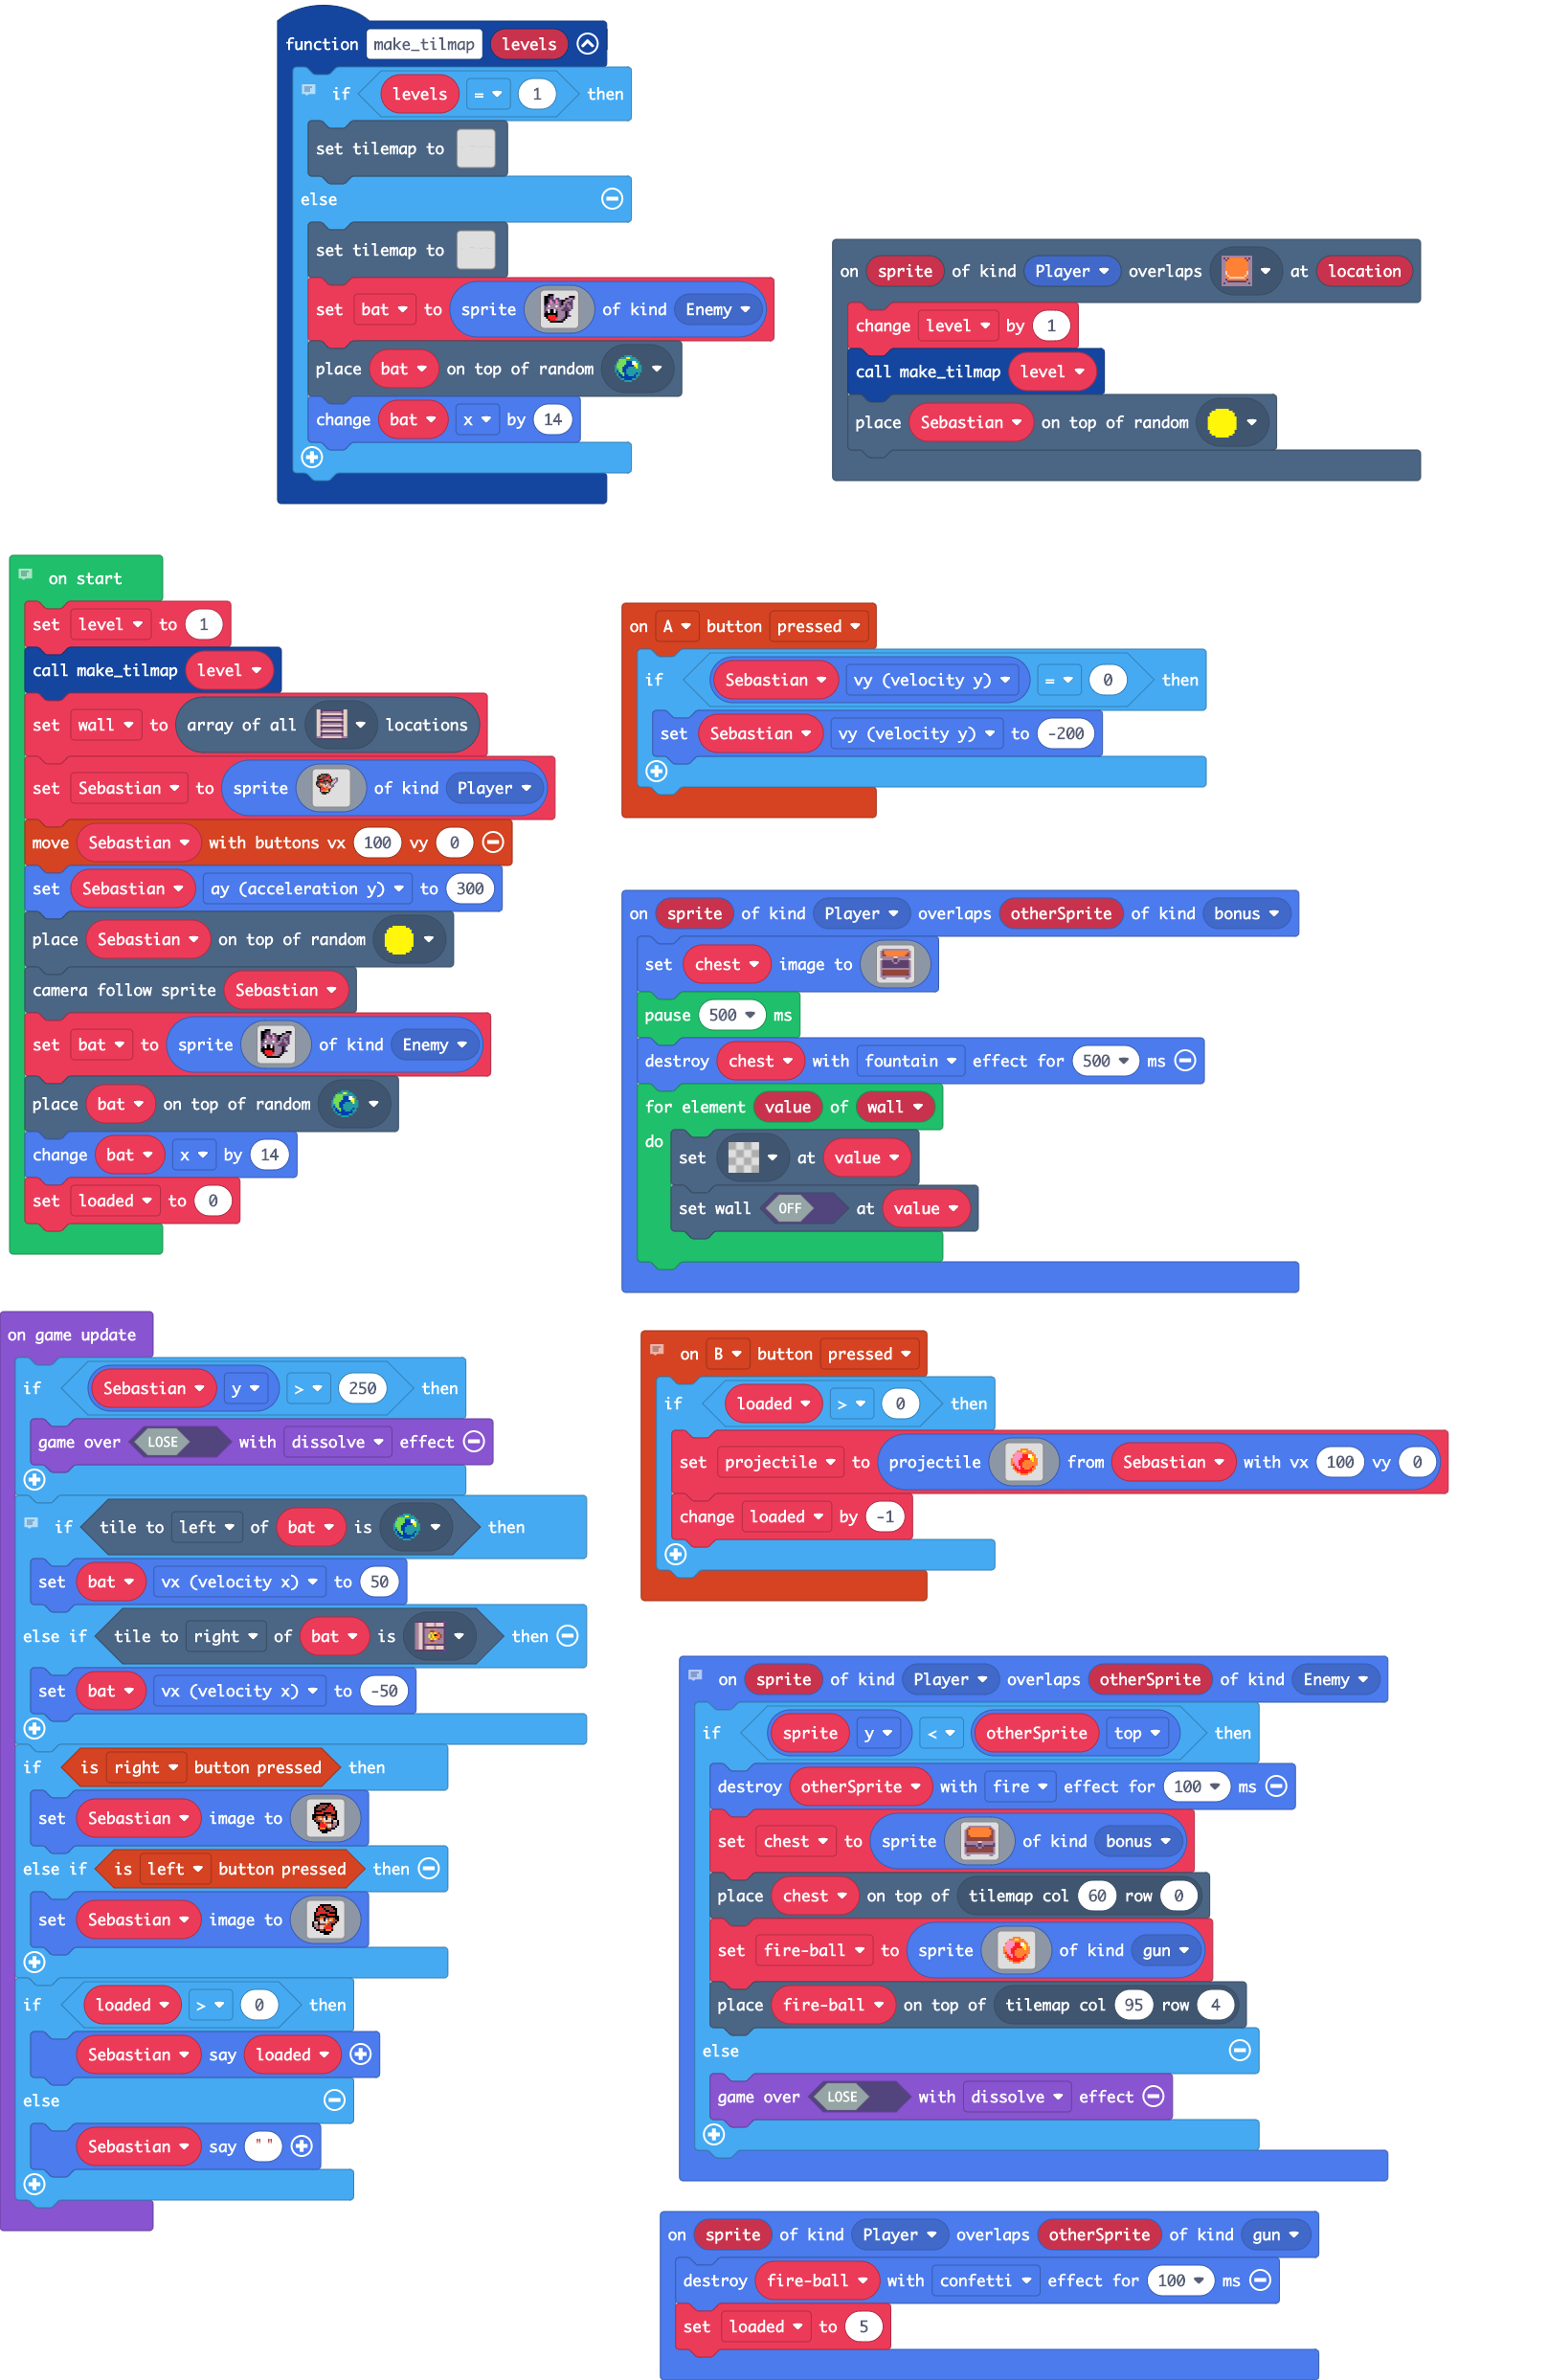 function make_tilmap levels
if levels = 1 then
set tilemap to
else
set tilemap to
set bat to sprite of kind Enemy
place bat on top of random
change bat x by 14
on sprite of kind Player overlaps at location
change level by 1
call make_tilmap level
place Sebastian on top of random
on start
set level to 1
call make_tilmap level
set wall to array of all locations
set Sebastian to sprite of kind Player
move Sebastian with buttons vx 100 vy 0
set Sebastian ay (acceleration y) to 300
place Sebastian on top of random
camera follow sprite Sebastian
set bat to sprite of kind Enemy
place bat on top of random
change bat x by 14
set loaded to 0
on A button pressed
if Sebastian vy (velocity y) = 0 then
set Sebastian vy (velocity y) to -200
on sprite of kind Player overlaps otherSprite of kind bonus
set chest image to
pause 500 ms
destroy chest with fountain effect for 500 ms
for element value of wall
do
set at value
set wall OFF at value
on game update
if Sebastian y > 250 then
game over LOSE with dissolve effect
if tile to left of bat is then
set bat vx (velocity x) to 50
else if tile to right of bat is then
set bat vx (velocity x) to -50
if is right button pressed then
set Sebastian image to
else if is left button pressed then
set Sebastian image to
if loaded > 0 then
Sebastian say loaded
else
Sebastian say " "
on B button pressed
if loaded > 0 then
set projectile to projectile from Sebastian with vx 100 vy 0
change loaded by -1
on sprite of kind Player overlaps otherSprite of kind Enemy
if sprite y < otherSprite top then
destroy otherSprite with fire effect for 100 ms
set chest to sprite of kind bonus
place chest on top of tilemap col 60 row 0
set fire-ball to sprite of kind gun
place fire-ball on top of tilemap col 95 row 4
else
game over LOSE with dissolve effect
on sprite of kind Player overlaps otherSprite of kind gun
destroy fire-ball with confetti effect for 100 ms
set loaded to 5